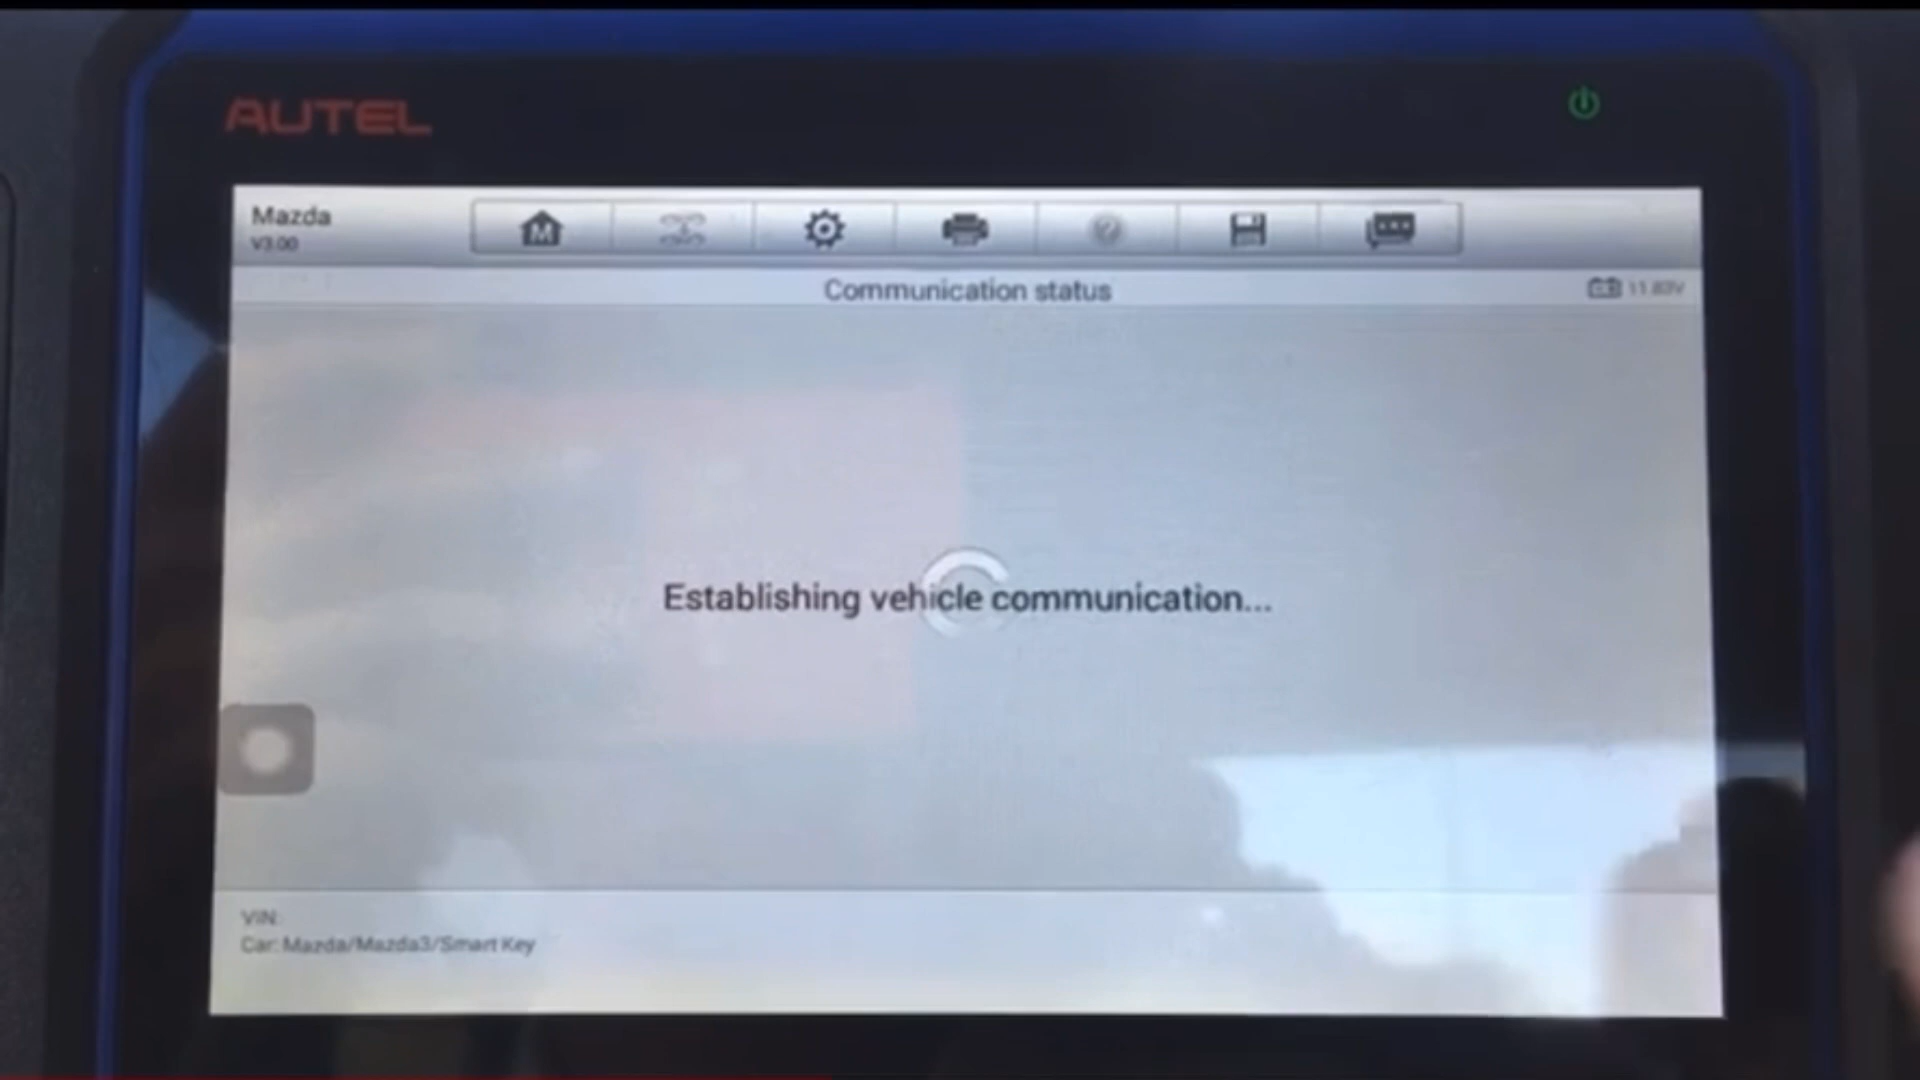 AUTEL
Mazda
V3.00
Communication status
11.83V
Establishing vehicle communication...
VIN:
Car: Mazda/Mazda3/Smart Key